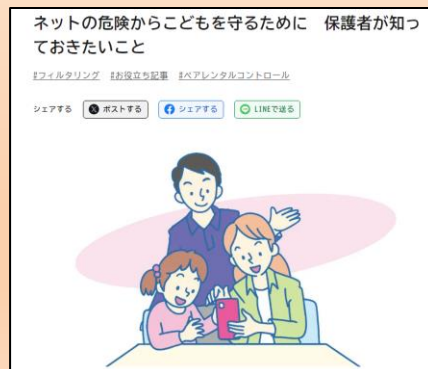 ネットの危険からこどもを守るために　保護者が知っ
ておきたいこと
#フィルタリング　#お役立ち記事　#ペアレンタルコントロール
シェアする　ポストする　シェアする　LINEで送る